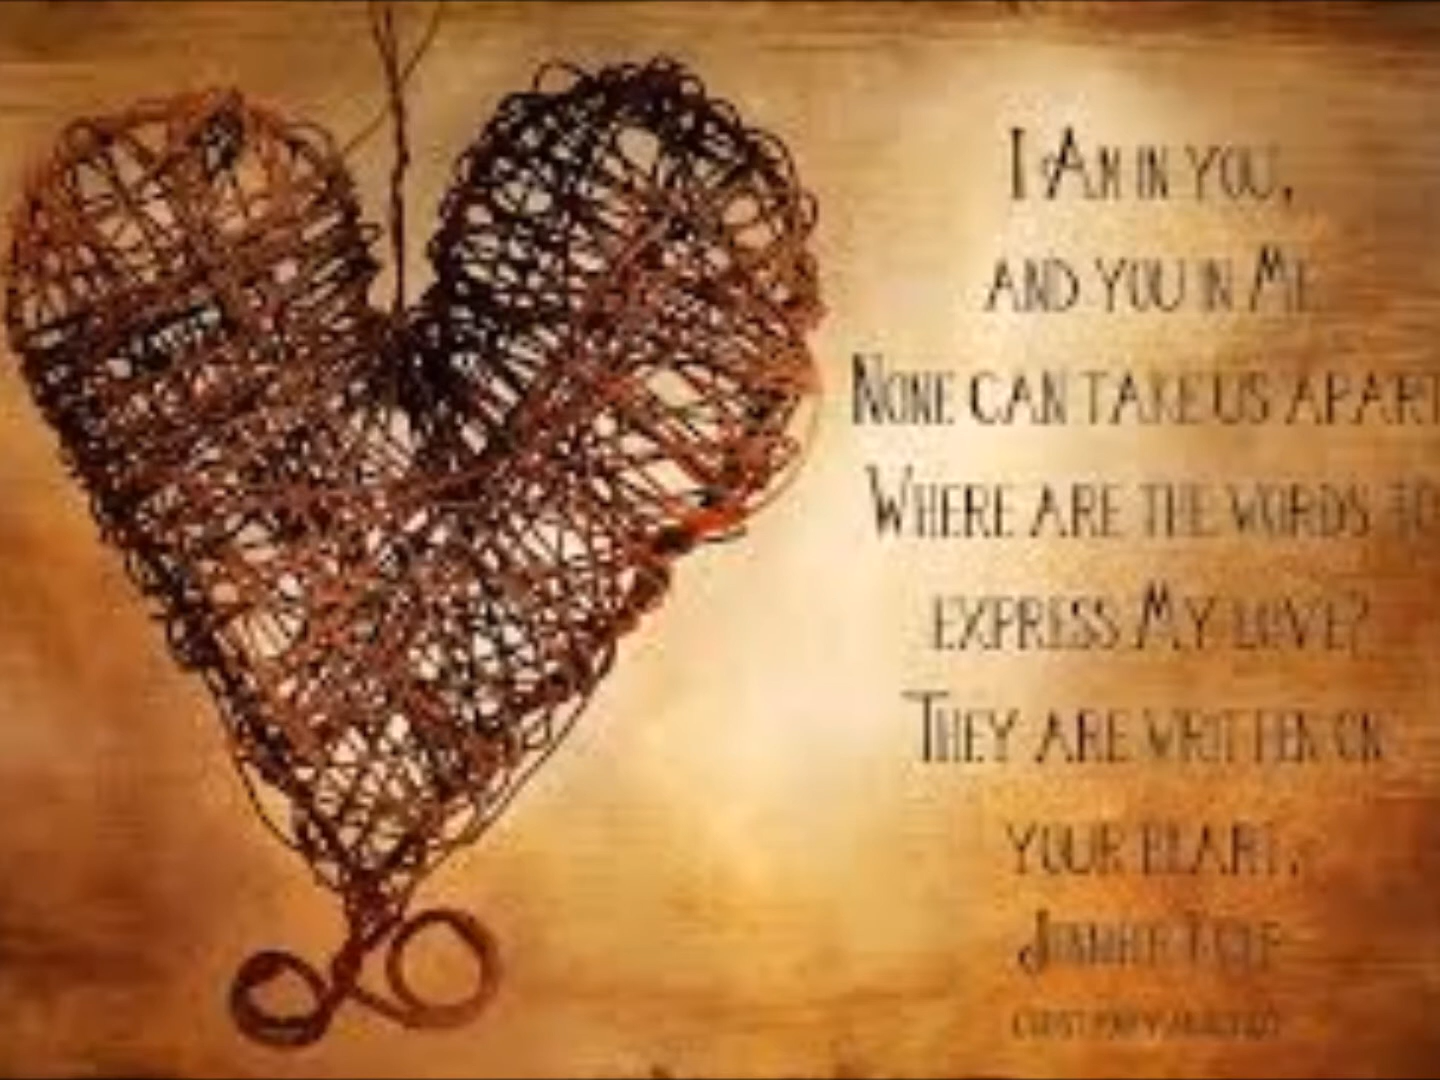 I AM IN YOU,
AND YOU IN ME
NONE CAN TAKE US APART
WHERE ARE THE WORDS TO
EXPRESS MY LOVE?
THEY ARE WRITTEN ON
YOUR HEART.